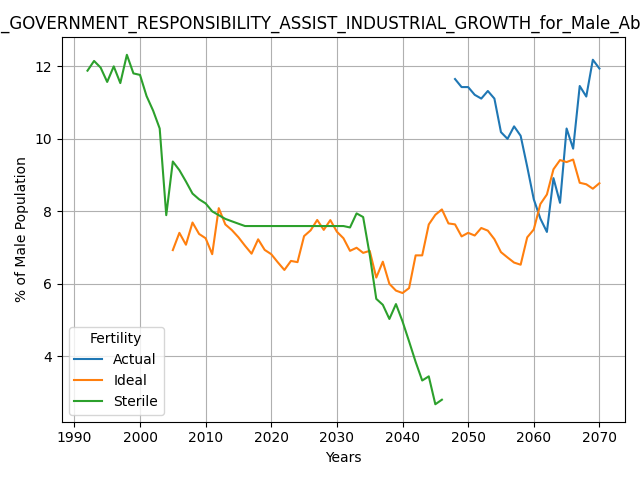 _GOVERNMENT_RESPONSIBILITY_ASSIST_INDUSTRIAL_GROWTH_for_Male_Ab
12
10
8
6
4
% of Male Population
Fertility
Actual
Ideal
Sterile
1990 2000 2010 2020 2030 2040 2050 2060 2070
Years